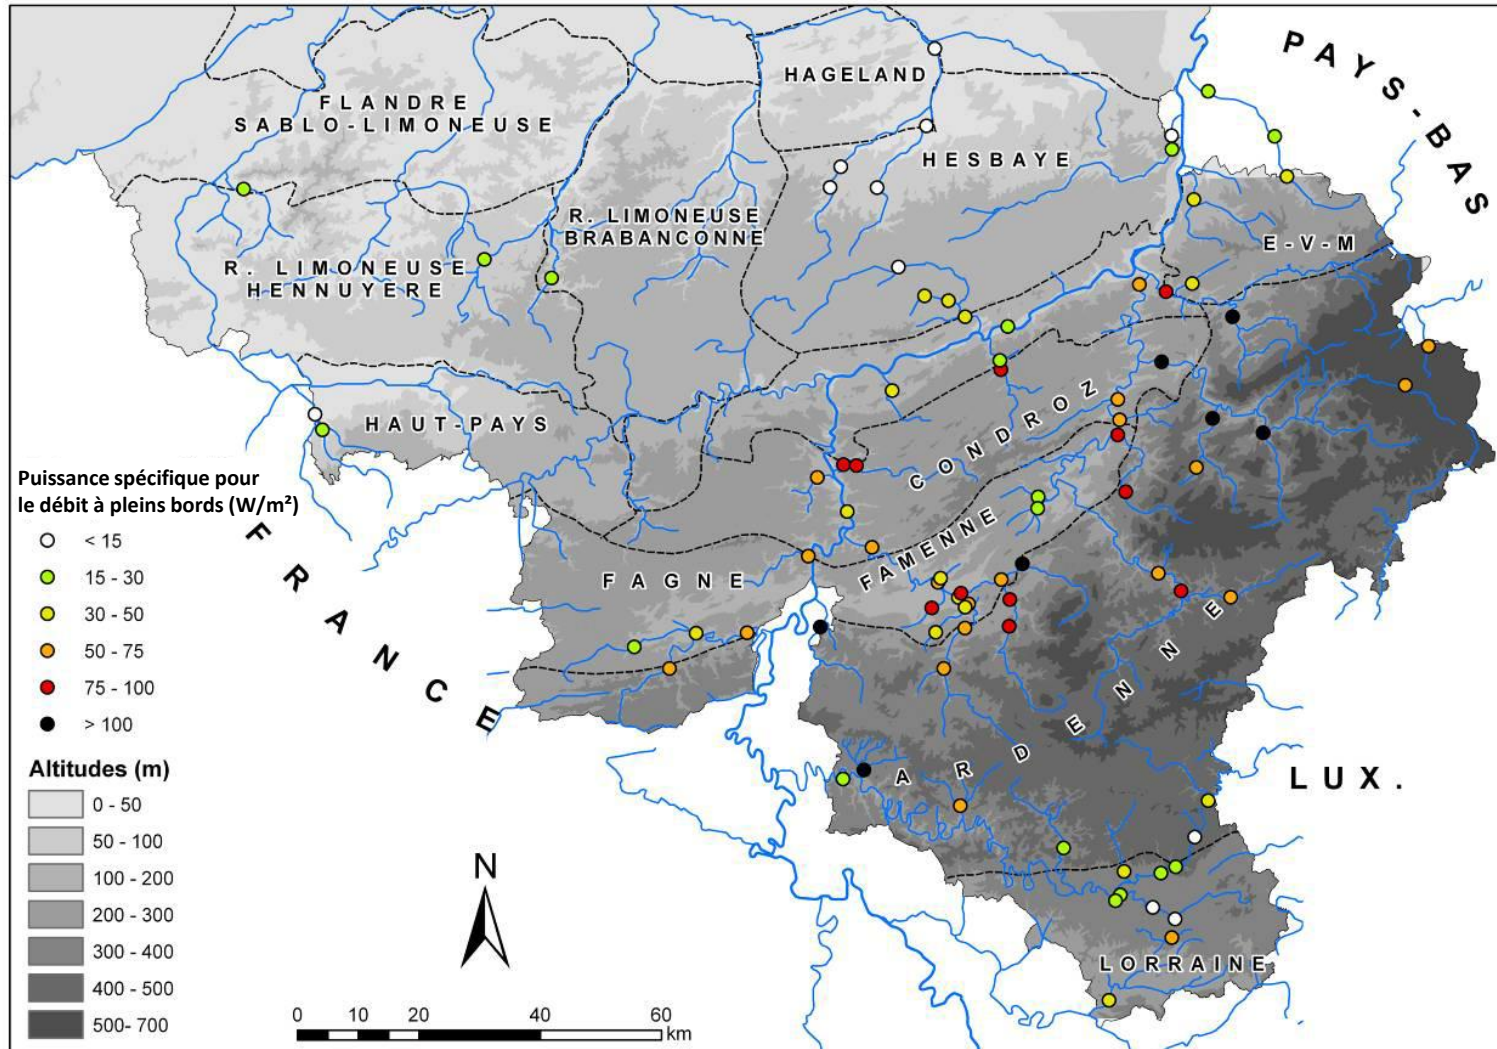 PAYS-BAS
HAGELAND
FLANDRE
SABLO-LIMONEUSE
HESBAYE
R. LIMONEUSE
BRABANCONNE
E-V-M
R. LIMONEUSE
HENNUYERE
HAUT-PAYS
CONDROZ
FAMENNE
FAGNE
FRANCE
ARDENNE
LUX.
LORRAINE
Puissance spécifique pour
le débit à pleins bords (W/m²)
< 15
15 - 30
30 - 50
50 - 75
75 - 100
> 100
Altitudes (m)
0 - 50
50 - 100
100 - 200
200 - 300
300 - 400
400 - 500
500- 700
N
0 10 20 40 60
km